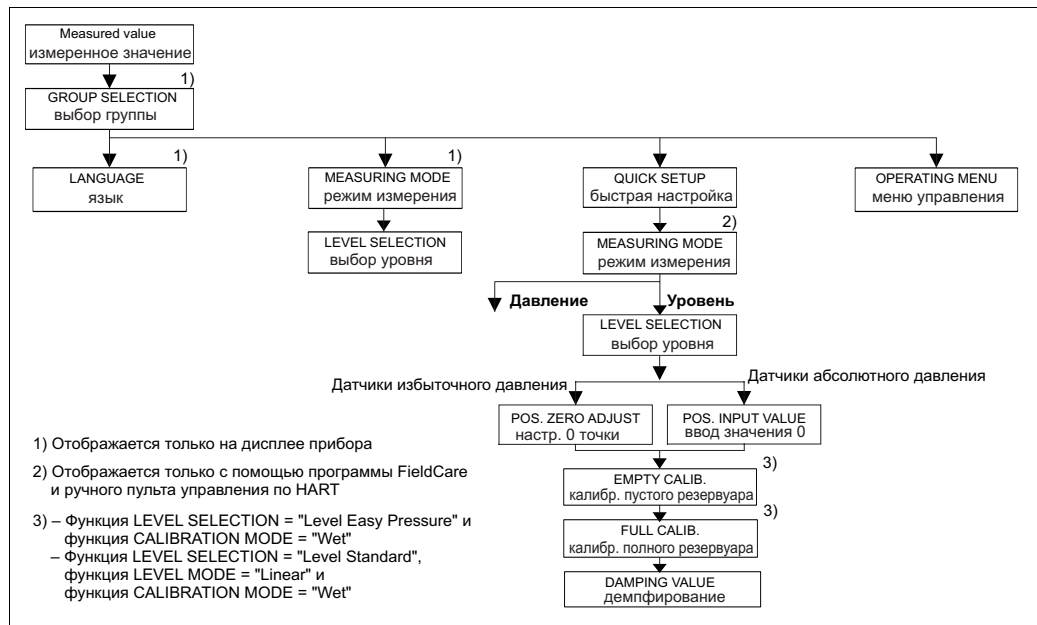 Measured value
измеренное значение
1)
GROUP SELECTION
выбор группы
1)
LANGUAGE
язык
1)
MEASURING MODE
режим измерения
QUICK SETUP
быстрая настройка
OPERATING MENU
меню управления
LEVEL SELECTION
выбор уровня
2)
MEASURING MODE
режим измерения
Давление
Уровень
LEVEL SELECTION
выбор уровня
Датчики избыточного давления
Датчики абсолютного давления
POS. ZERO ADJUST
настр. 0 точки
POS. INPUT VALUE
ввод значения 0
3)
EMPTY CALIB.
калибр. пустого резервуара
3)
FULL CALIB.
калибр. полного резервуара
DAMPING VALUE
демпфирование
1) Отображается только на дисплее прибора
2) Отображается только с помощью программы FieldCare
и ручного пульта управления по HART
3) – Функция LEVEL SELECTION = "Level Easy Pressure" и
функция CALIBRATION MODE = "Wet"
– Функция LEVEL SELECTION = "Level Standard",
функция LEVEL MODE = "Linear" и
функция CALIBRATION MODE = "Wet"